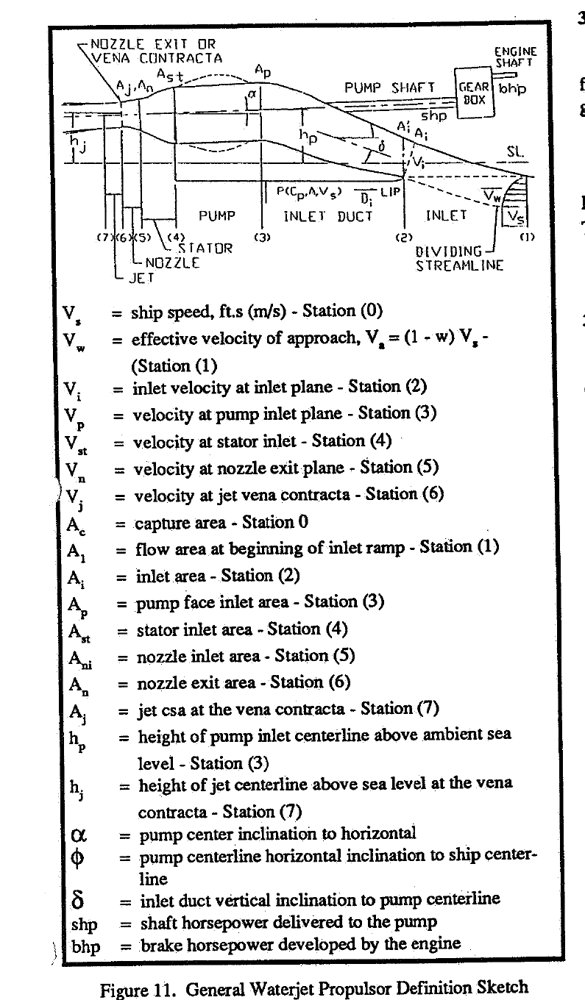 NOZZLE EXIT OR
VENA CONTRACTA
Aj, An
Ast
Ap
α
PUMP SHAFT
shp
GEAR
BOX
ENGINE
SHAFT
bhp
hj
hp
δ
A'i
Ai
Vi
SL
P(Cp,A,Vs)
Di
LIP
Vw
Vs
PUMP
INLET DUCT
INLET
(7)
(6)
(5)
(4)
(3)
(2)
(1)
STATOR
NOZZLE
JET
DIVIDING
STREAMLINE
Vs = ship speed, ft.s (m/s) - Station (0)
Vw = effective velocity of approach, Va = (1 - w) Vs -
(Station (1)
Vi = inlet velocity at inlet plane - Station (2)
Vp = velocity at pump inlet plane - Station (3)
Vst = velocity at stator inlet - Station (4)
Vn = velocity at nozzle exit plane - Station (5)
Vj = velocity at jet vena contracta - Station (6)
Ac = capture area - Station 0
A1 = flow area at beginning of inlet ramp - Station (1)
Ai = inlet area - Station (2)
Ap = pump face inlet area - Station (3)
Ast = stator inlet area - Station (4)
Ani = nozzle inlet area - Station (5)
An = nozzle exit area - Station (6)
Aj = jet csa at the vena contracta - Station (7)
hp = height of pump inlet centerline above ambient sea
level - Station (3)
hj = height of jet centerline above sea level at the vena
contracta - Station (7)
α = pump center inclination to horizontal
ϕ = pump centerline horizontal inclination to ship center-
line
δ = inlet duct vertical inclination to pump centerline
shp = shaft horsepower delivered to the pump
bhp = brake horsepower developed by the engine
Figure 11. General Waterjet Propulsor Definition Sketch